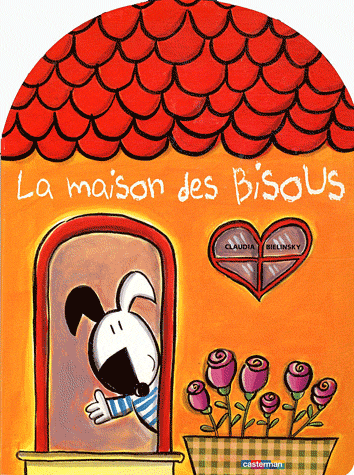 La maison des Bisous
CLAUDIA BIELINSKY
casterman